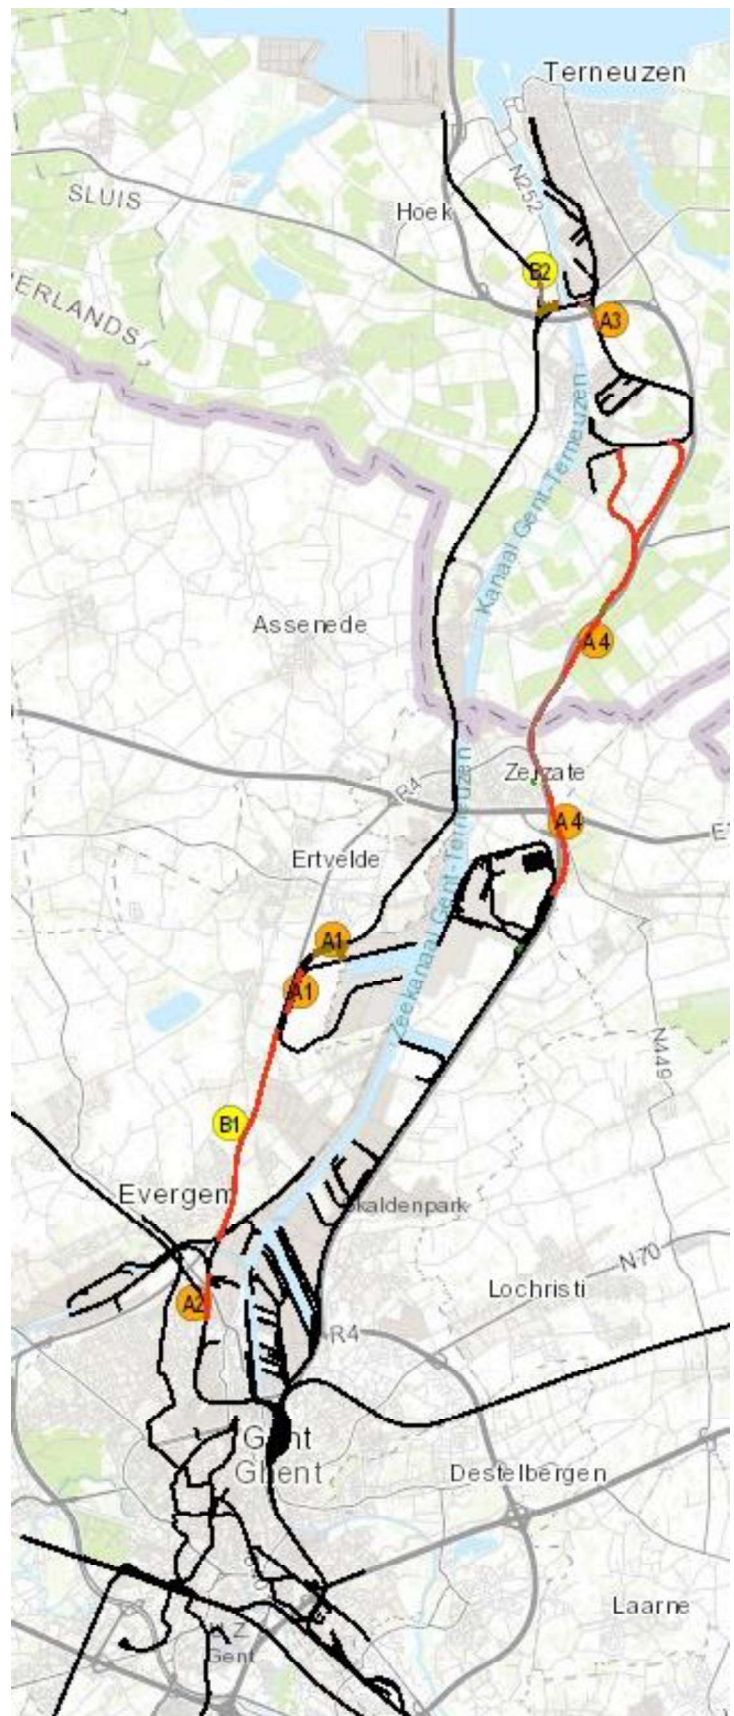 Terneuzen
SLUIS
N252
Hoek
B2
A3
Kanaal Gent-Terneuzen
Assenede
A4
Zelzate
R4
A4
Ertvelde
Zeekanaal Gent-Terneuzen
A1
A1
N449
B1
Evergem
Skaldenpark
N70
Lochristi
A2
R4
Gent
Ghent
Destelbergen
Laarne
Gent